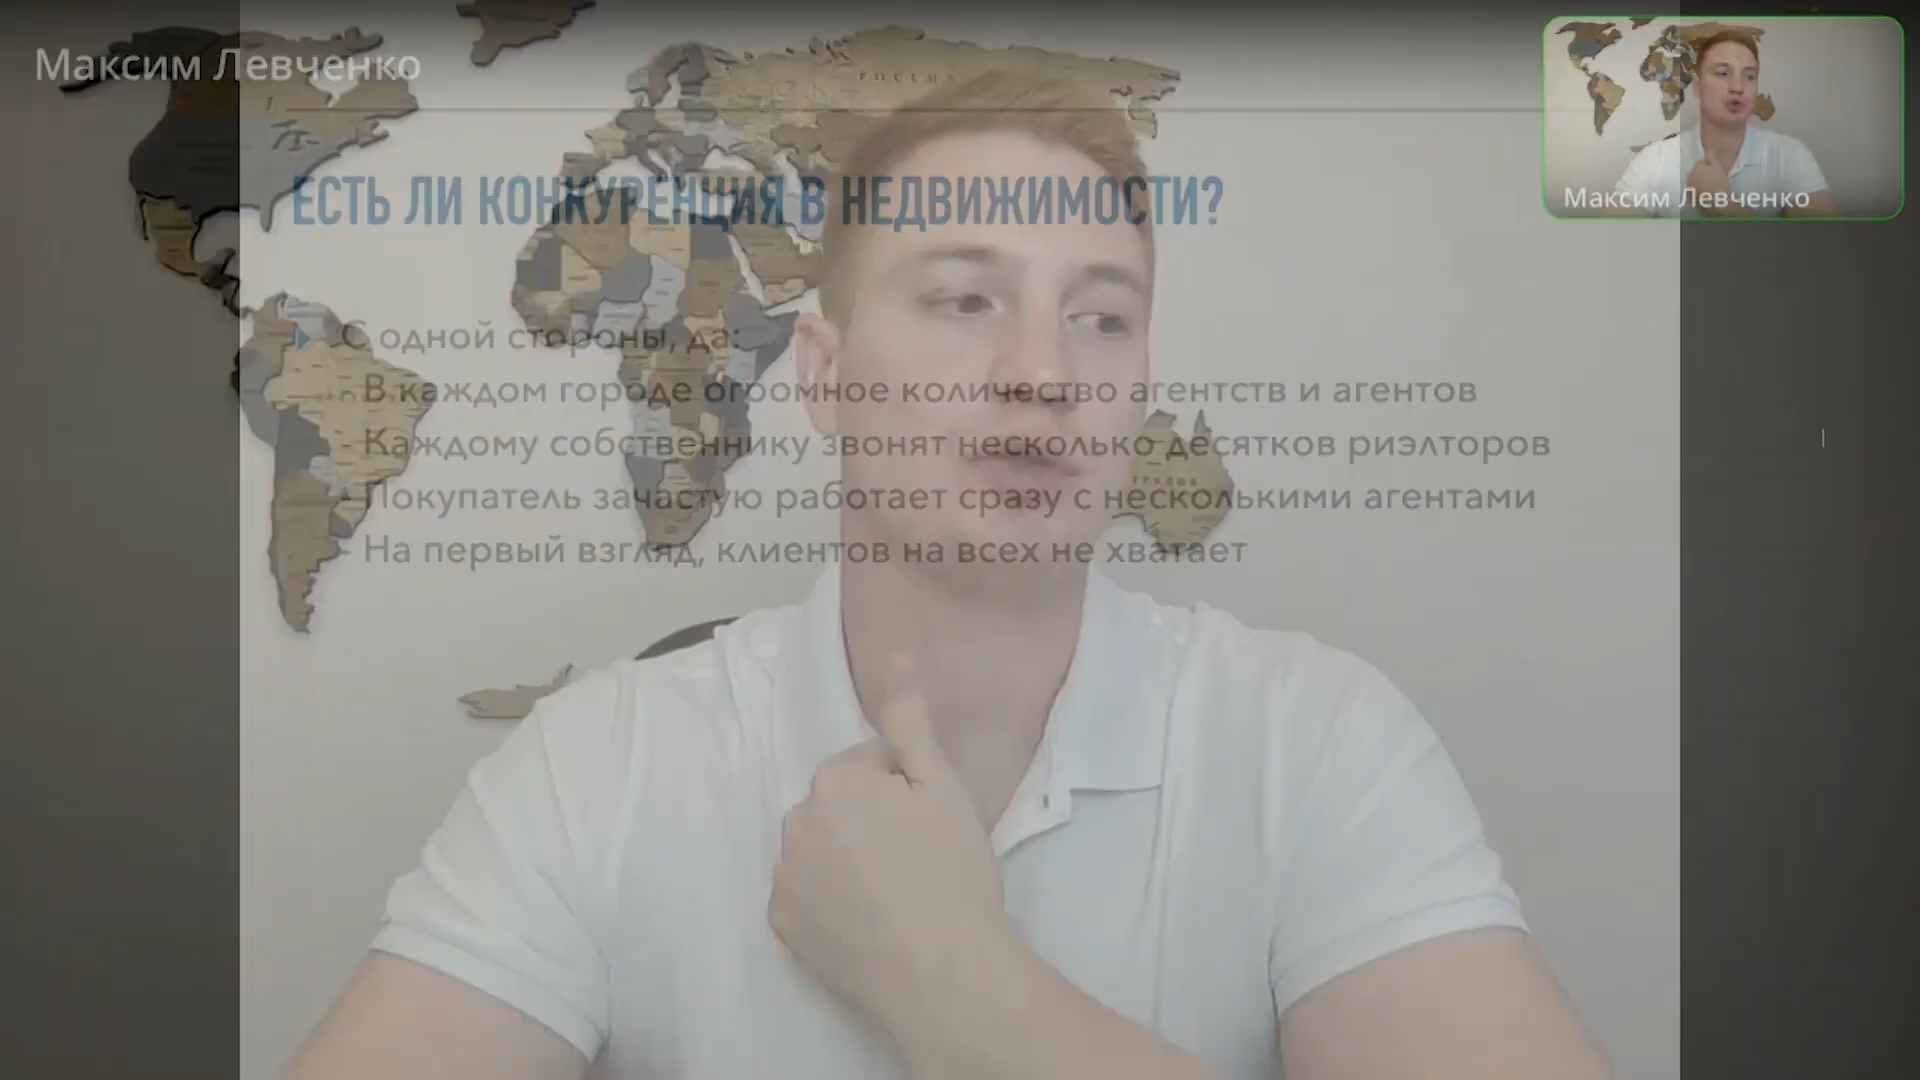 Максим Левченко
РОССИЯ
ЕСТЬ ЛИ КОНКУРЕНЦИЯ В НЕДВИЖИМОСТИ?
Максим Левченко
С одной стороны, да:
- В каждом городе огромное количество агентств и агентов
- Каждому собственнику звонят несколько десятков риэлторов
- Покупатель зачастую работает сразу с несколькими агентами
- На первый взгляд, клиентов на всех не хватает